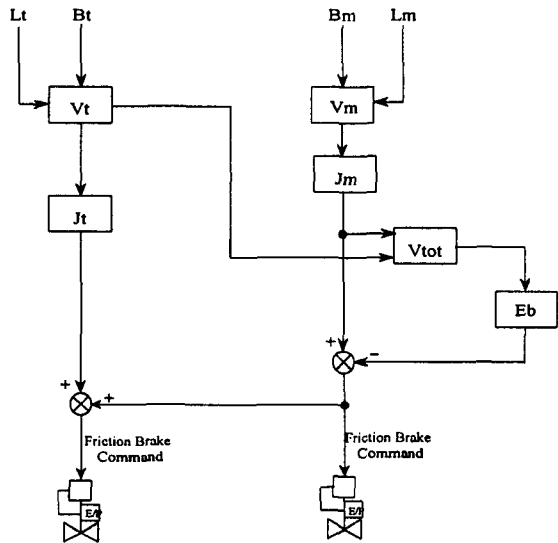 Lt
Bt
Bm
Lm
Vt
Vm
Jm
Jt
Vtot
Eb
+
-
+
+
Friction Brake
Command
Friction Brake
Command
E/P
E/P